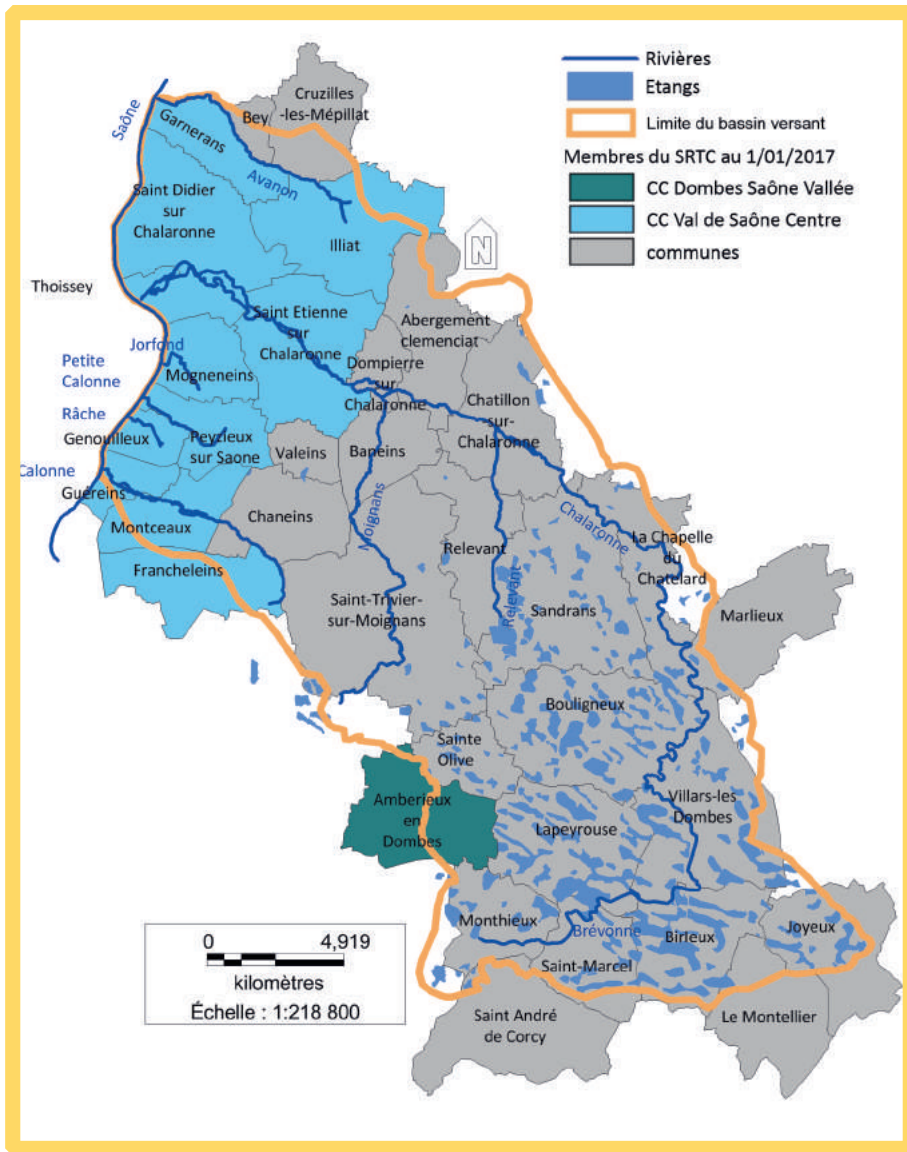 Rivières
Etangs
Limite du bassin versant
Membres du SRTC au 1/01/2017
CC Dombes Saône Vallée
CC Val de Saône Centre
communes
N
Saône
Cruzilles
-les-Mépillat
Bey
Garnerans
Avanon
Saint Didier
sur
Chalaronne
Illiat
Thoissey
Saint Etienne
sur
Chalaronne
Abergement
clemenciat
Jorfond
Dompierre
sur
Chalaronne
Petite
Calonne
Mogneneins
Chatillon
-sur-
Chalaronne
Râche
Genouilleux
Peyzieux
sur Saone
Valeins
Baneins
Calonne
Guéreins
Montceaux
Chaneins
Moignans
Relevant
Chalaronne
La Chapelle
du
Chatelard
Francheleins
Saint-Trivier-
sur-Moignans
Relevant
Sandrans
Marlieux
Bouligneux
Sainte
Olive
Villars-les
Dombes
Amberieux
en
Dombes
Lapeyrouse
Monthieux
Brévonne
Birieux
Joyeux
Saint-Marcel
Saint André
de Corcy
Le Montellier
0 4,919
kilomètres
Échelle : 1:218 800